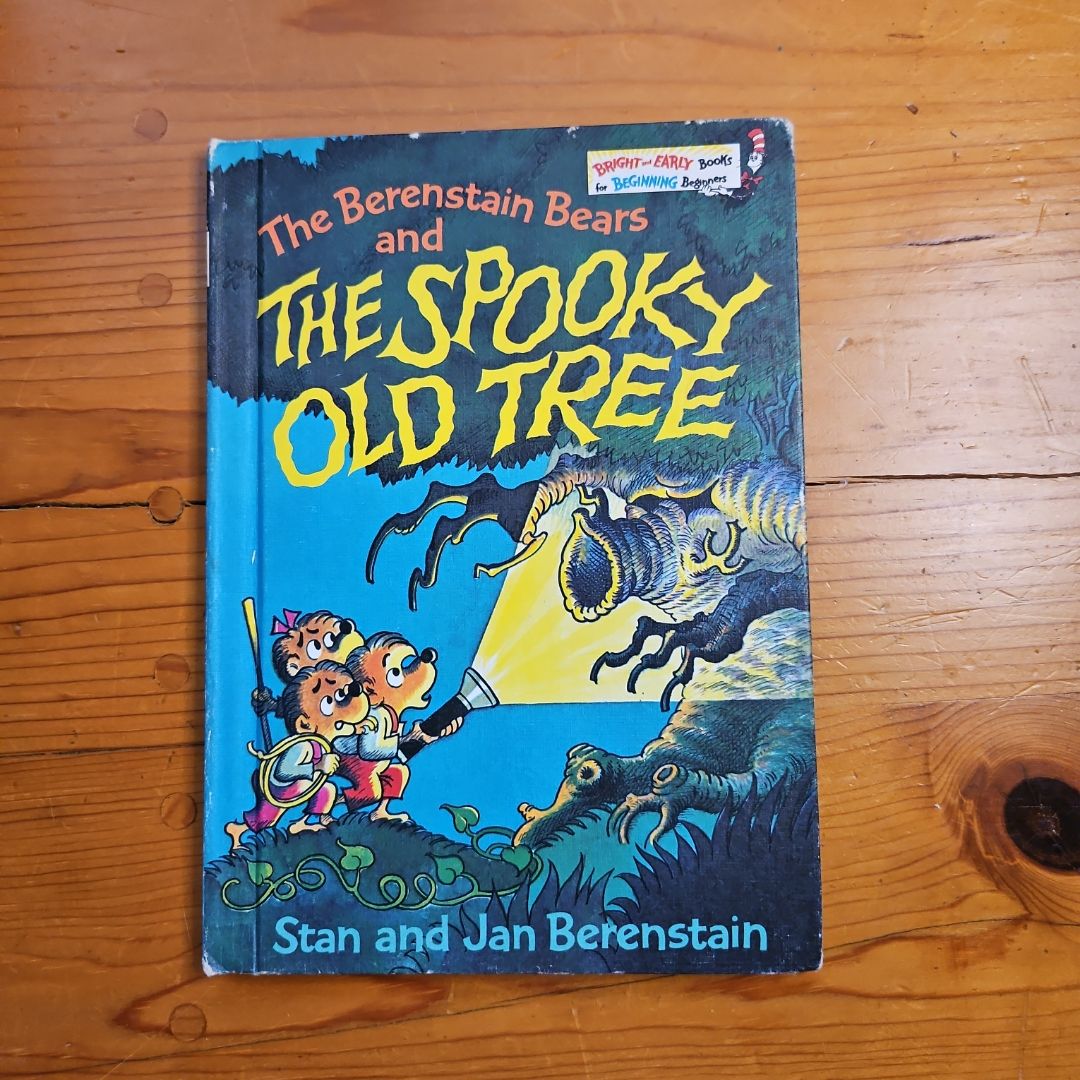 BRIGHT and EARLY BOOKS
for BEGINNING Beginners
The Berenstain Bears
and
THE SPOOKY
OLD TREE
Stan and Jan Berenstain